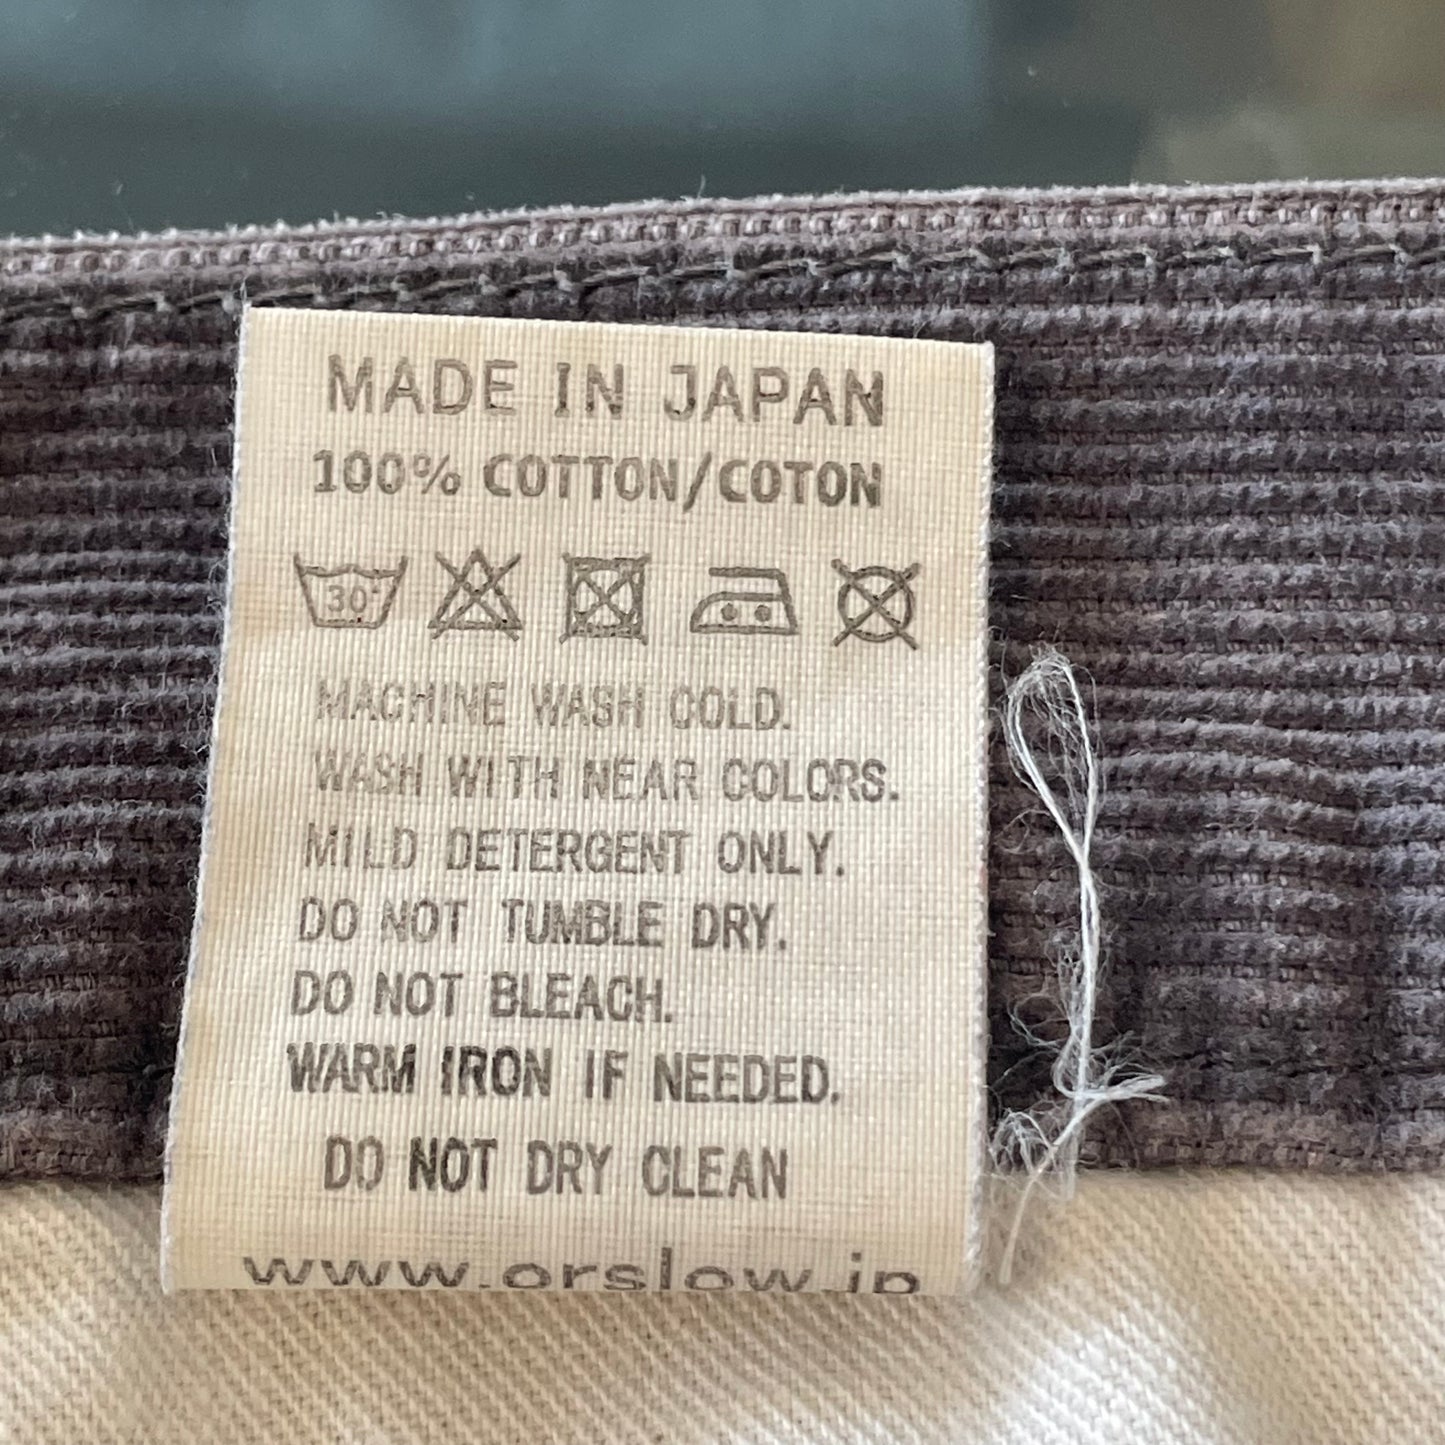 MADE IN JAPAN
100% COTTON/COTON
30°
MACHINE WASH COLD.
WASH WITH NEAR COLORS.
MILD DETERGENT ONLY.
DO NOT TUMBLE DRY.
DO NOT BLEACH.
WARM IRON IF NEEDED.
DO NOT DRY CLEAN
www.orslow.jp